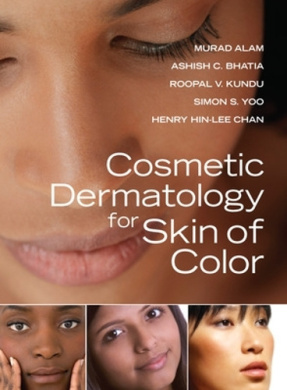 MURAD ALAM
ASHISH C. BHATIA
ROOPAL V. KUNDU
SIMON S. YOO
HENRY HIN-LEE CHAN
Cosmetic
Dermatology
for Skin of
Color